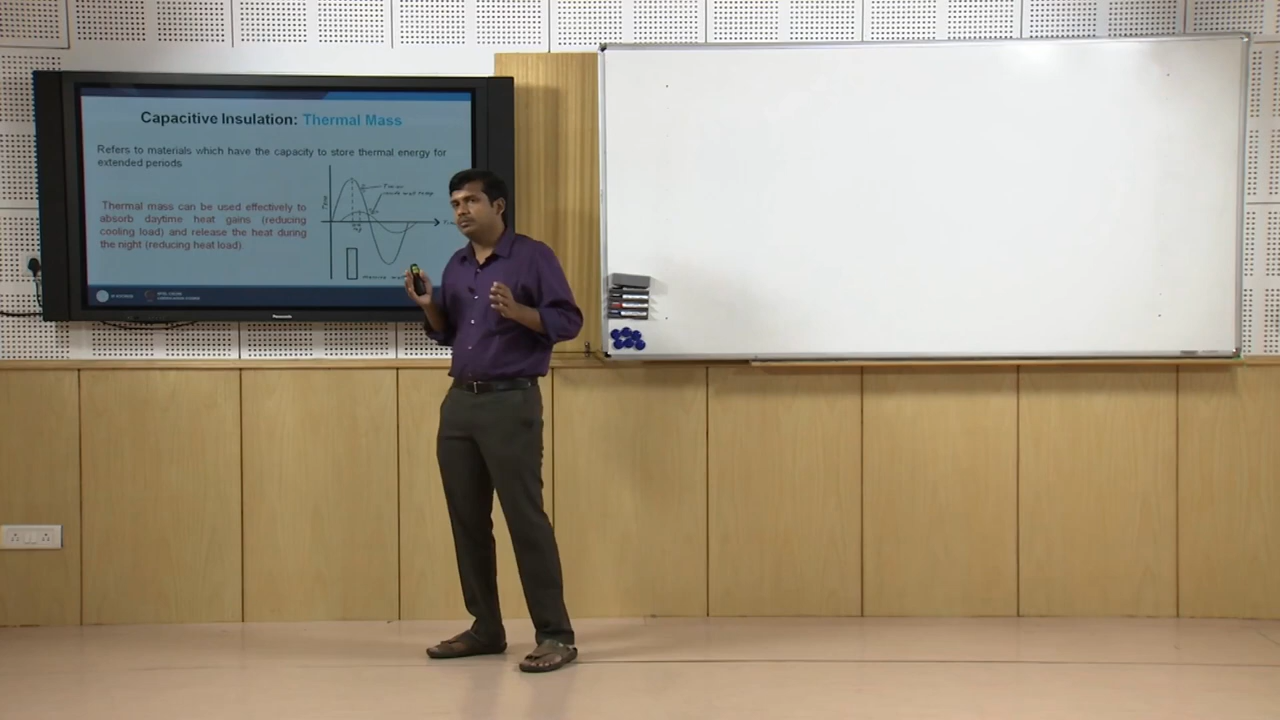 Capacitive Insulation: Thermal Mass
Refers to materials which have the capacity to store thermal energy for
extended periods
Thermal mass can be used effectively to
absorb daytime heat gains (reducing
cooling load) and release the heat during
the night (reducing heat load)
Panasonic